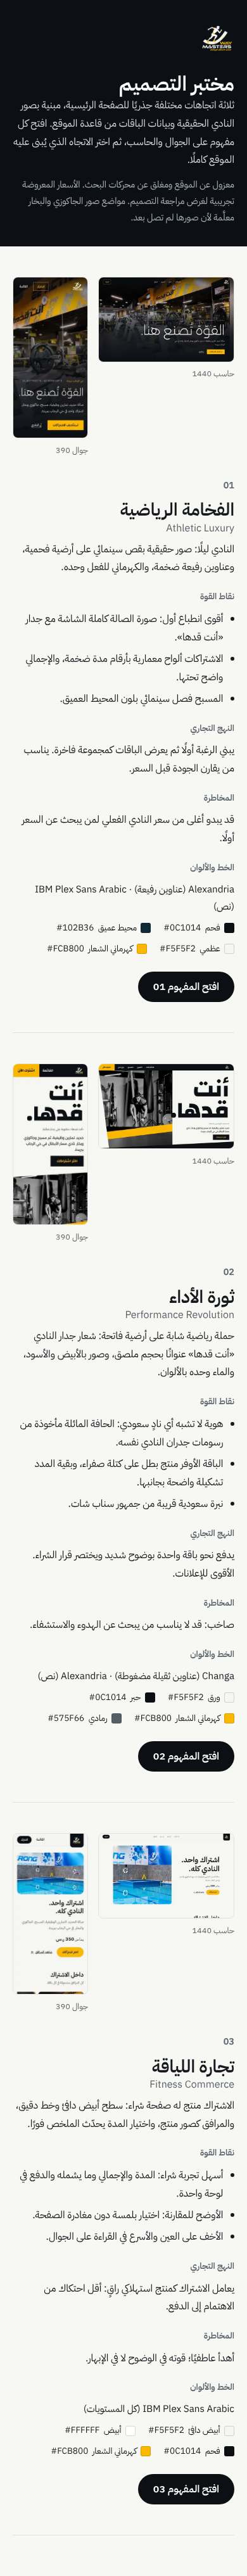 MASTERS
مختبر التصميم
ثلاثة اتجاهات مختلفة جذريًا للصفحة الرئيسية، مبنية بصور
النادي الحقيقية وبيانات الباقات من قاعدة الموقع. افتح كل
مفهوم على الجوال والحاسب، ثم اختر الاتجاه الذي يُبنى عليه
الموقع كاملًا.
معزول عن الموقع ومغلق عن محركات البحث. الأسعار المعروضة
تجريبية لغرض مراجعة التصميم. مواضع صور الجاكوزي والبخار
معلّمة لأن صورها لم تصل بعد.
القوّة تُصنع هنا.
حاسب 1440
القوّة تُصنع هنا.
جوال 390
01
الفخامة الرياضية
Athletic Luxury
النادي ليلًا: صور حقيقية بقص سينمائي على أرضية فحمية،
وعناوين رفيعة ضخمة، والكهرماني للفعل وحده.
نقاط القوة
أقوى انطباع أول: صورة الصالة كاملة الشاشة مع جدار
«أنت قدها».
الاشتراكات ألواح معمارية بأرقام مدة ضخمة، والإجمالي
واضح تحتها.
المسبح فصل سينمائي بلون المحيط العميق.
النهج التجاري
يبني الرغبة أولًا ثم يعرض الباقات كمجموعة فاخرة. يناسب
من يقارن الجودة قبل السعر.
المخاطرة
قد يبدو أغلى من سعر النادي الفعلي لمن يبحث عن السعر
أولًا.
الخط والألوان
Alexandria (عناوين رفيعة) · IBM Plex Sans Arabic
(نص)
فحم #0C1014
محيط عميق #102B36
عظمي #F5F5F2
كهرماني الشعار #FCB800
افتح المفهوم 01
أنت
قدها.
حاسب 1440
أنت
قدها.
جوال 390
02
ثورة الأداء
Performance Revolution
حملة رياضية شابة على أرضية فاتحة: شعار جدار النادي
«أنت قدها» عنوانًا بحجم ملصق، وصور بالأبيض والأسود،
والماء وحده بالألوان.
نقاط القوة
هوية لا تشبه أي نادٍ سعودي: الحافة المائلة مأخوذة من
رسومات جدران النادي نفسه.
الباقة الأوفر منتج بطل على كتلة صفراء، وبقية المدد
تشكيلة واضحة بجانبها.
نبرة سعودية قريبة من جمهور سناب شات.
النهج التجاري
يدفع نحو باقة واحدة بوضوح شديد ويختصر قرار الشراء.
الأقوى للإعلانات.
المخاطرة
صاخب: قد لا يناسب من يبحث عن الهدوء والاستشفاء.
الخط والألوان
Changa (عناوين ثقيلة مضغوطة) · Alexandria (نص)
ورق #F5F5F2
حبر #0C1014
كهرماني الشعار #FCB800
رمادي #575F66
افتح المفهوم 02
اشتراك واحد.
النادي كله.
حاسب 1440
اشتراك واحد.
النادي كله.
داخل الاشتراك
جوال 390
03
تجارة اللياقة
Fitness Commerce
الاشتراك منتج له صفحة شراء: سطح أبيض دافئ وخط دقيق،
والمرافق كصور منتج، واختيار المدة يحدّث الملخص فورًا.
نقاط القوة
أسهل تجربة شراء: المدة والإجمالي وما يشمله والدفع في
لوحة واحدة.
الأوضح للمقارنة: اختيار بلمسة دون مغادرة الصفحة.
الأخف على العين والأسرع في القراءة على الجوال.
النهج التجاري
يعامل الاشتراك كمنتج استهلاكي راقٍ: أقل احتكاك من
الاهتمام إلى الدفع.
المخاطرة
أهدأ عاطفيًا؛ قوته في الوضوح لا في الإبهار.
الخط والألوان
IBM Plex Sans Arabic (كل المستويات)
أبيض دافئ #F5F5F2
أبيض #FFFFFF
فحم #0C1014
كهرماني الشعار #FCB800
افتح المفهوم 03